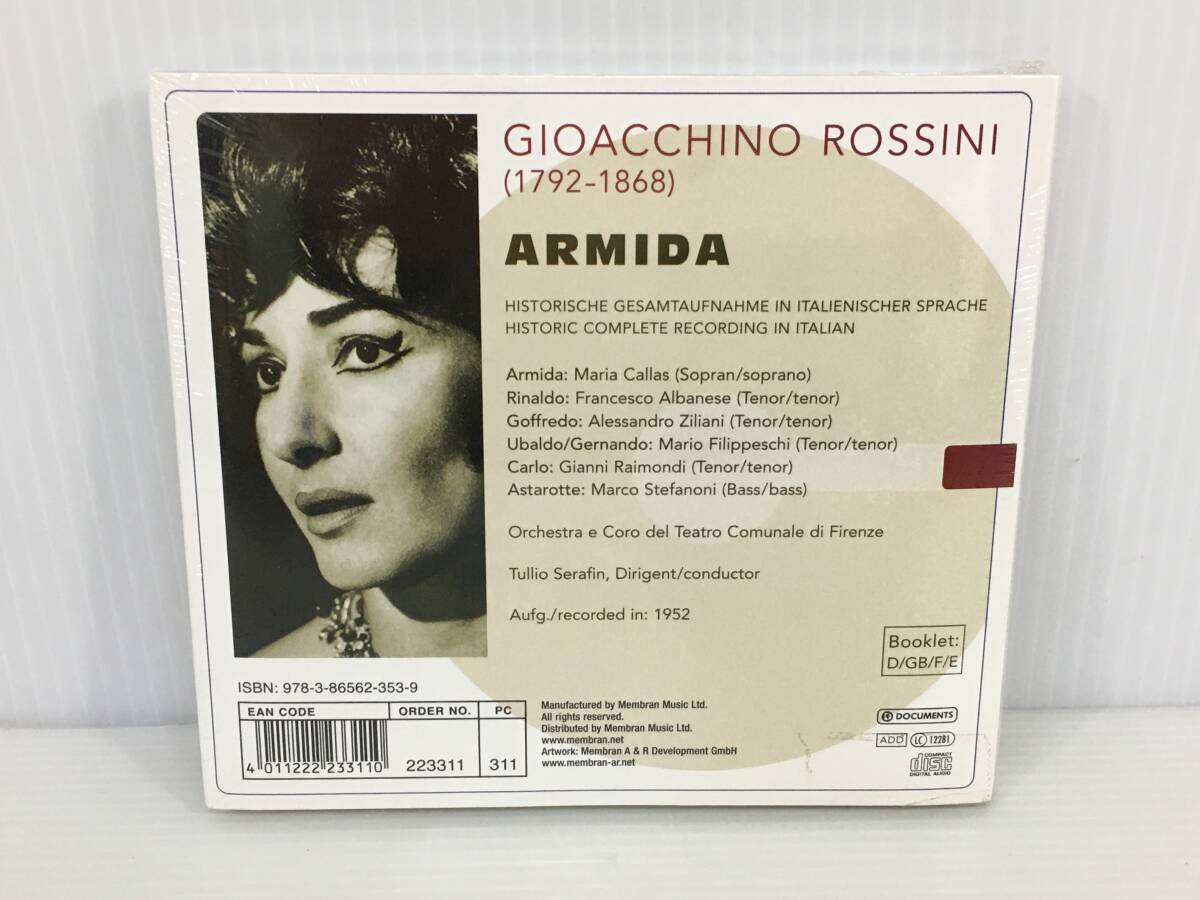 GIOACCHINO ROSSINI
(1792–1868)
ARMIDA
HISTORISCHE GESAMTAUFNAHME IN ITALIENISCHER SPRACHE
HISTORIC COMPLETE RECORDING IN ITALIAN
Armida: Maria Callas (Sopran/soprano)
Rinaldo: Francesco Albanese (Tenor/tenor)
Goffredo: Alessandro Ziliani (Tenor/tenor)
Ubaldo/Gernando: Mario Filippeschi (Tenor/tenor)
Carlo: Gianni Raimondi (Tenor/tenor)
Astarotte: Marco Stefanoni (Bass/bass)
Orchestra e Coro del Teatro Comunale di Firenze
Tullio Serafin, Dirigent/conductor
Aufg./recorded in: 1952
Booklet:
D/GB/F/E
ISBN: 978-3-86562-353-9
EAN CODE ORDER NO. PC
4 011222 233110 223311 311
Manufactured by Membran Music Ltd.
All rights reserved.
Distributed by Membran Music Ltd.
www.membran.net
Artwork: Membran A & R Development GmbH
www.membran-ar.net
DOCUMENTS
ADD LC 12281
COMPACT
disc
DIGITAL AUDIO